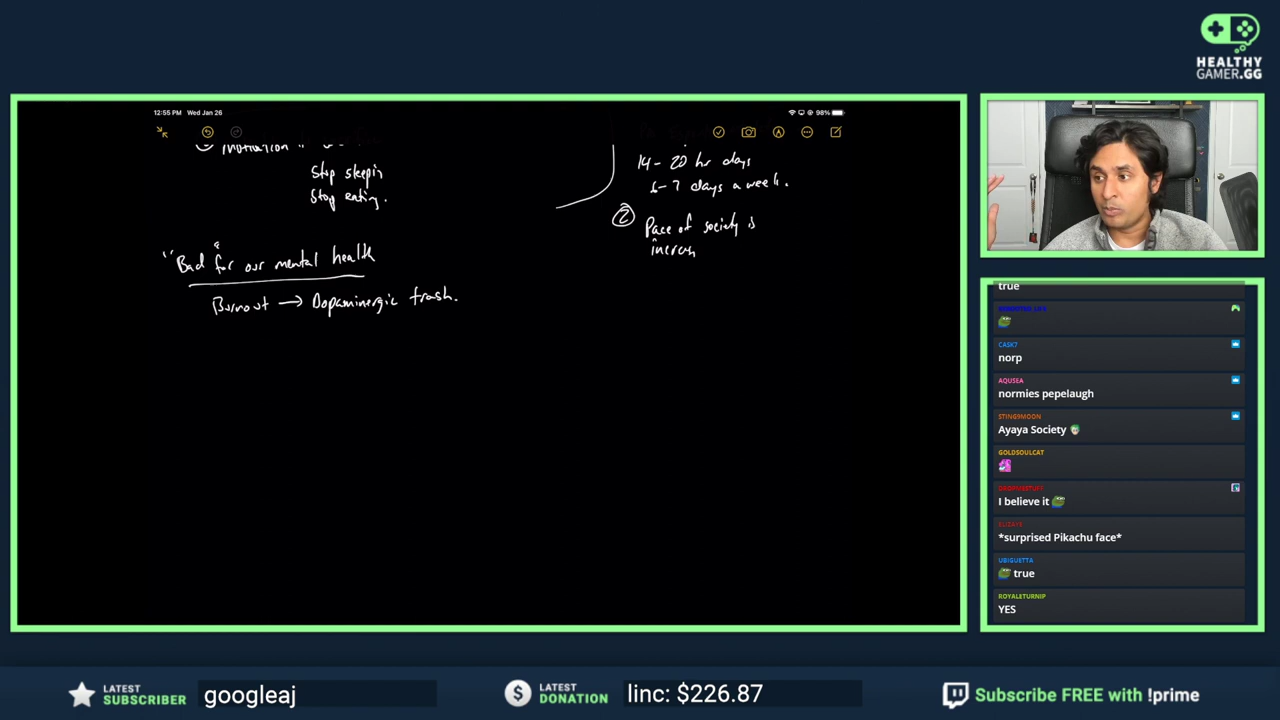 HEALTHY
GAMER.GG
12:55 PM Wed Jan 26
98%
Motivation
Stop sleepin
Stop eating.
14-20 hr days
6-7 days a week.
② Pace of society is
increas
"Bad" for our mental health
Burnout → Dopaminergic trash.
true
CASK7
norp
AQUSEA
normies pepelaugh
STINGIMOON
Ayaya Society
GOLDSOULCAT
I believe it
*surprised Pikachu face*
UBIGUETTA
true
ROYALETURNIP
YES
LATEST
SUBSCRIBER
googleaj
LATEST
DONATION
linc: $226.87
Subscribe FREE with !prime